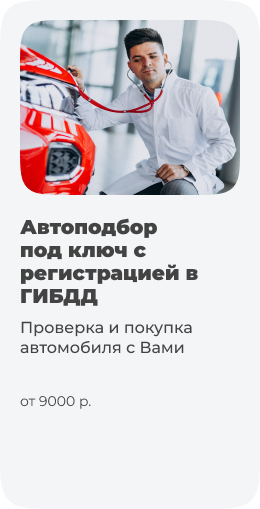 Автоподбор
под ключ с
регистрацией в
ГИБДД
Проверка и покупка
автомобиля с Вами
от 9000 р.